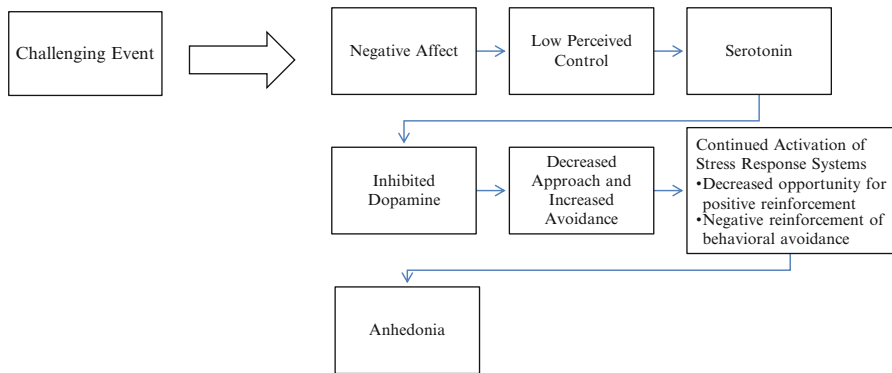 Challenging Event
Negative Affect
Low Perceived
Control
Serotonin
Inhibited
Dopamine
Decreased
Approach and
Increased
Avoidance
Continued Activation of
Stress Response Systems
•Decreased opportunity for
positive reinforcement
•Negative reinforcement of
behavioral avoidance
Anhedonia